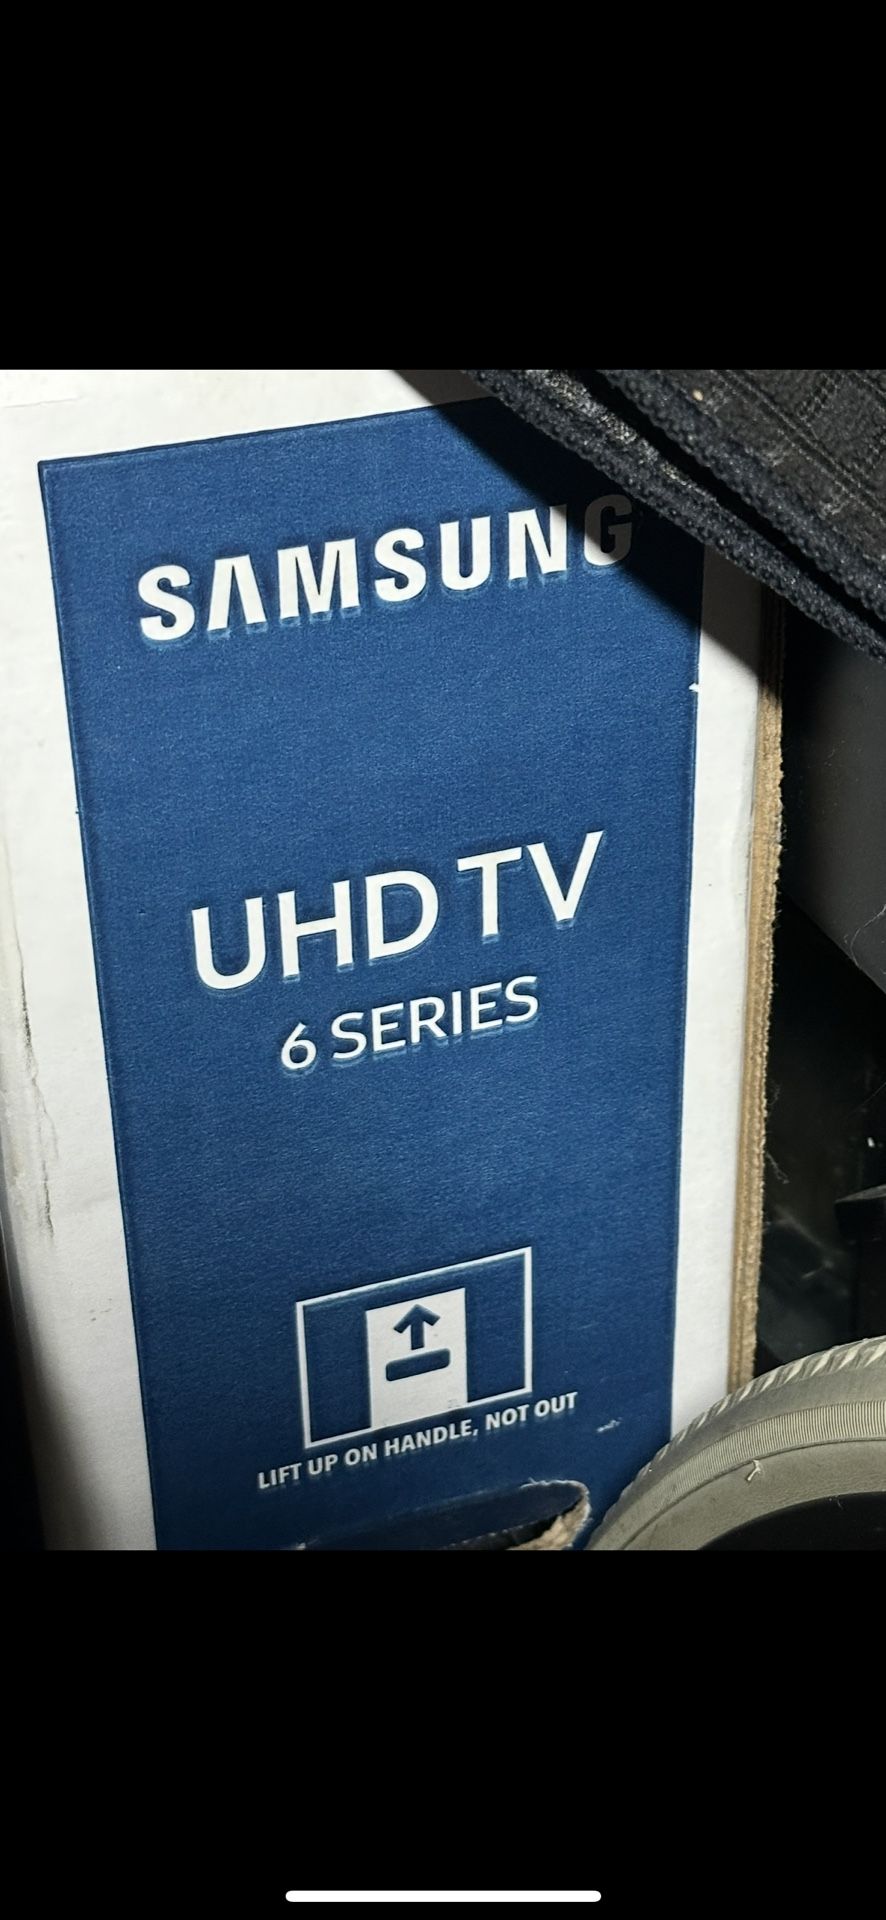 SAMSUNG
UHD TV
6 SERIES
LIFT UP ON HANDLE, NOT OUT